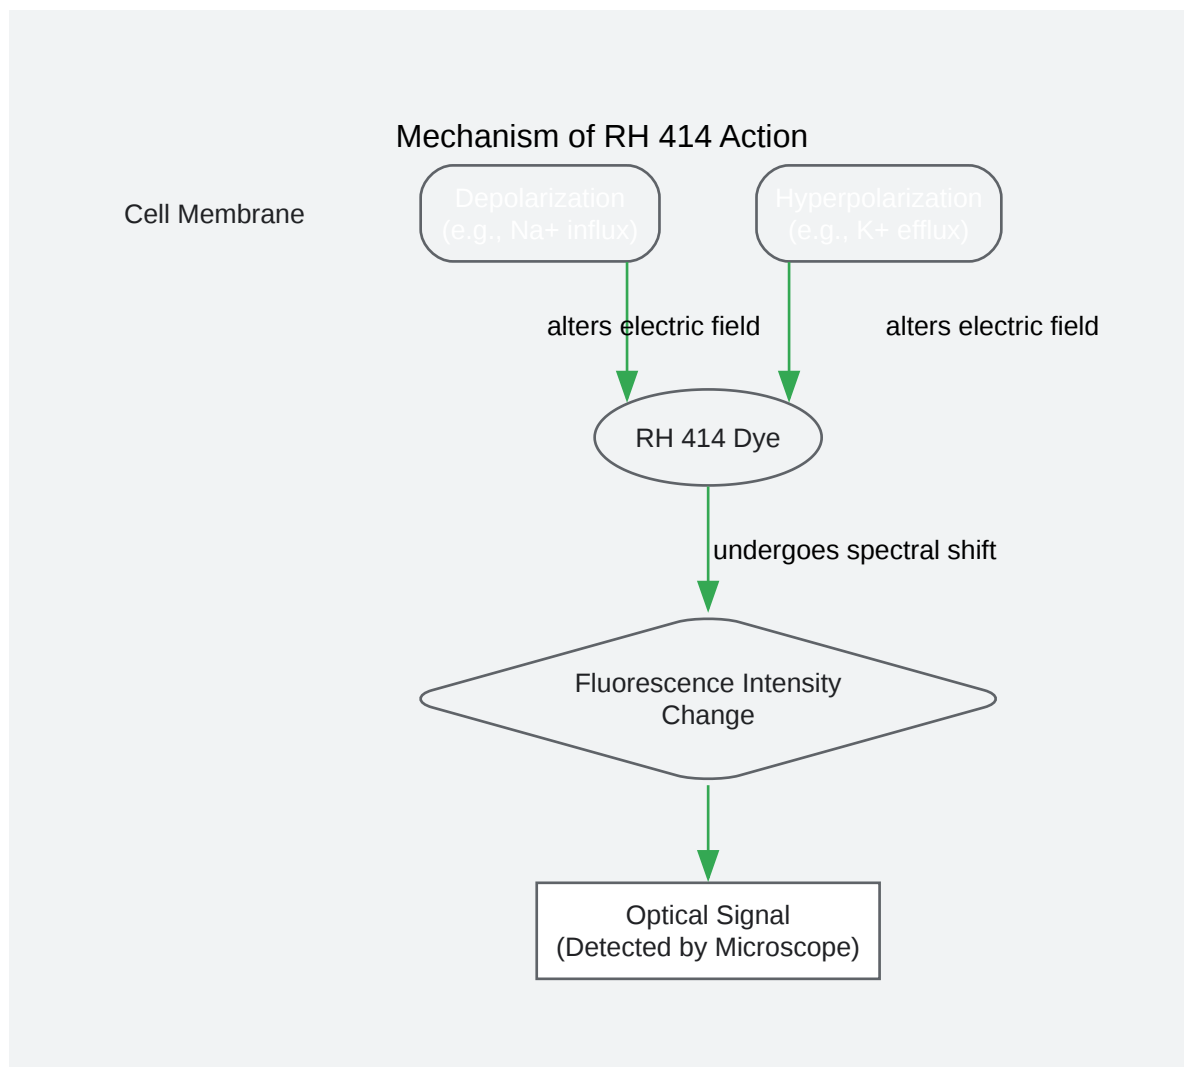 Mechanism of RH 414 Action
Cell Membrane
Depolarization
(e.g., Na+ influx)
Hyperpolarization
(e.g., K+ efflux)
alters electric field
alters electric field
RH 414 Dye
undergoes spectral shift
Fluorescence Intensity
Change
Optical Signal
(Detected by Microscope)